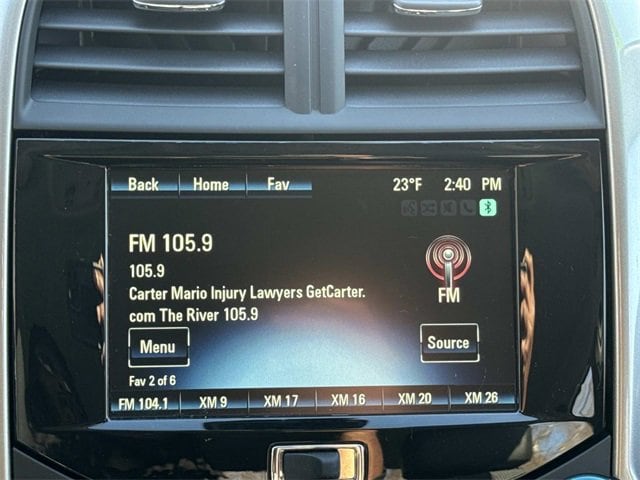 Back Home Fav 23°F 2:40 PM
FM 105.9
105.9
Carter Mario Injury Lawyers GetCarter.
com The River 105.9
FM
Menu Source
Fav 2 of 6
FM 104.1 XM 9 XM 17 XM 16 XM 20 XM 26